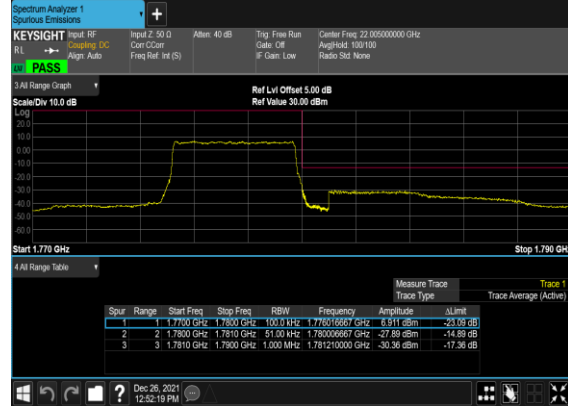 Spectrum Analyzer 1
Spurious Emissions
KEYSIGHT Input: RF Input Z: 50 Ω Atten: 40 dB Trig: Free Run Center Freq: 22.005000000 GHz
RL Coupling: DC Corr CCorr Gate: Off Avg|Hold: 100/100
Align: Auto Freq Ref: Int (S) IF Gain: Low Radio Std: None
PASS
3 All Range Graph Ref Lvl Offset 5.00 dB
Scale/Div 10.0 dB Ref Value 30.00 dBm
Log
20.0
10.0
0.00
-10.0
-20.0
-30.0
-40.0
-50.0
-60.0
Start 1.770 GHz Stop 1.790 GH
4 All Range Table
Measure Trace Trace 1
Trace Type Trace Average (Active)
Spur Range Start Freq Stop Freq RBW Frequency Amplitude ΔLimit
1 1 1.7700 GHz 1.7800 GHz 100.0 kHz 1.776016667 GHz 6.911 dBm -23.09 dB
2 2 1.7800 GHz 1.7810 GHz 51.00 kHz 1.780006667 GHz -27.89 dBm -14.89 dB
3 3 1.7810 GHz 1.7900 GHz 1.000 MHz 1.781210000 GHz -30.36 dBm -17.36 dB
Dec 26, 2021
12:52:19 PM